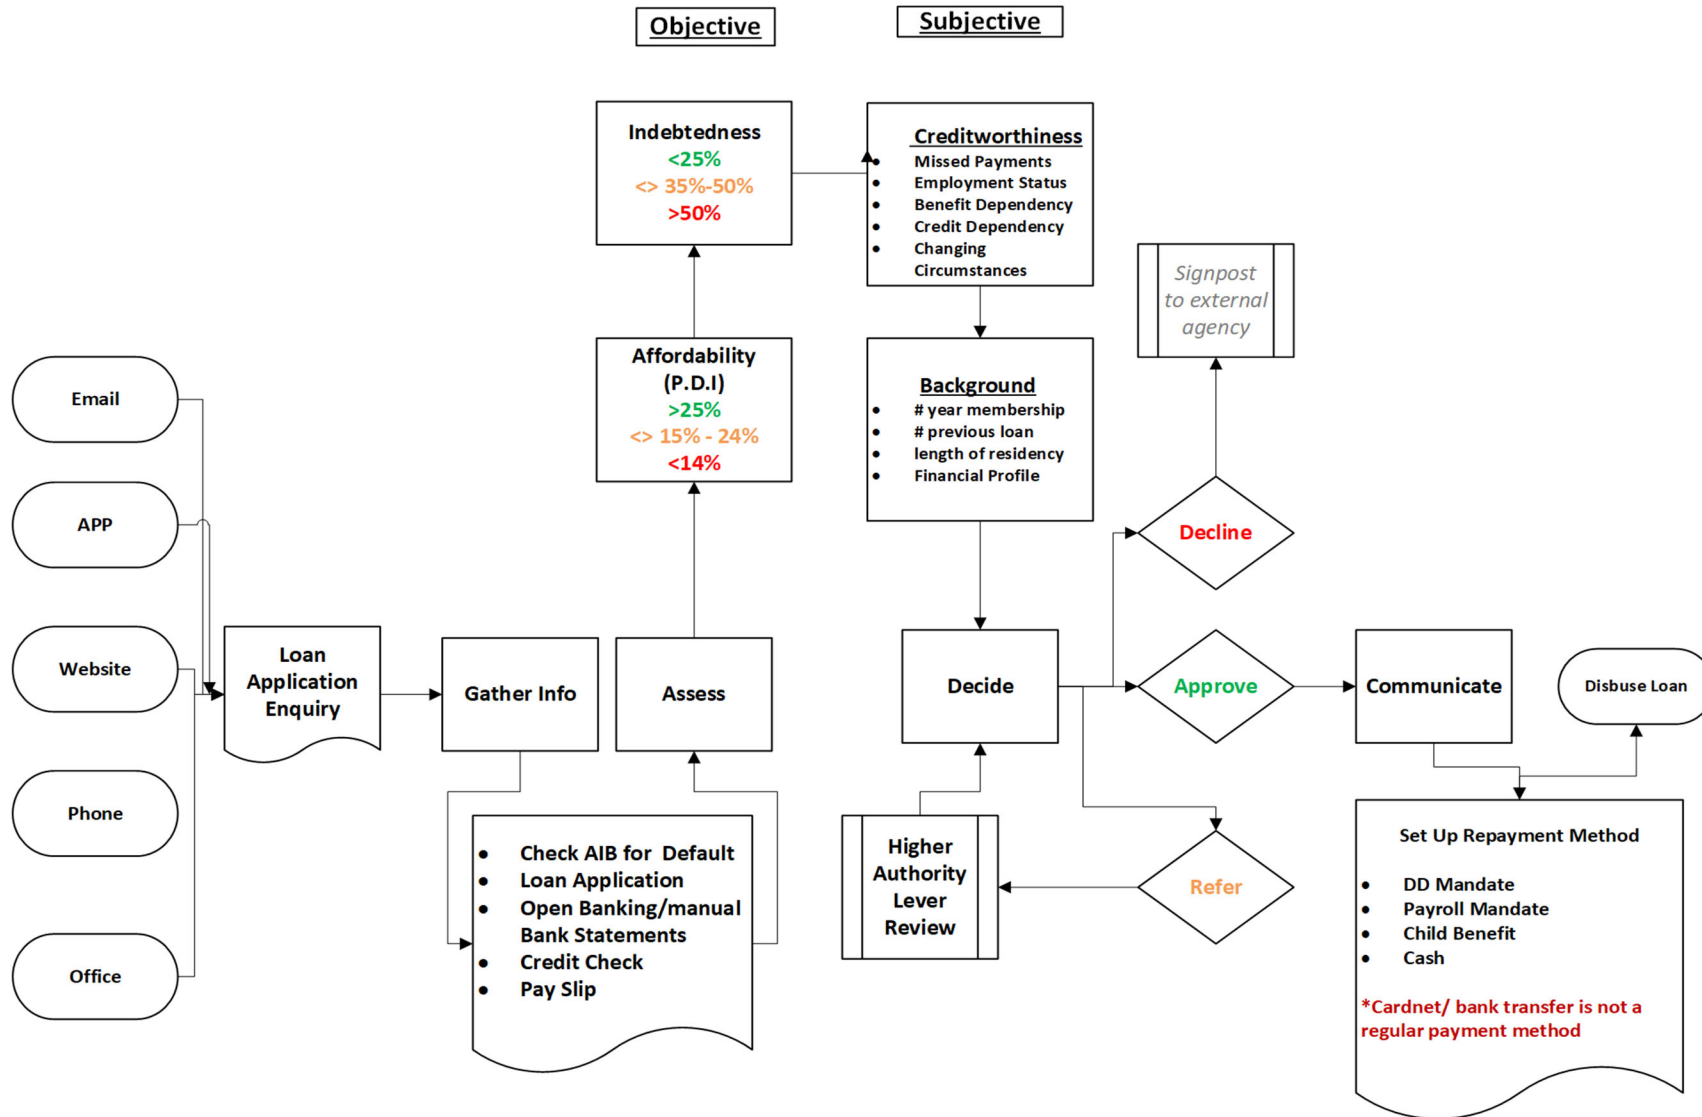 Objective
Subjective
Indebtedness
<25%
<> 35%-50%
>50%
Creditworthiness
• Missed Payments
• Employment Status
• Benefit Dependency
• Credit Dependency
• Changing
Circumstances
Signpost
to external
agency
Affordability
(P.D.I)
>25%
<> 15% - 24%
<14%
Background
• # year membership
• # previous loan
• length of residency
• Financial Profile
Email
APP
Website
Phone
Office
Loan
Application
Enquiry
Gather Info
Assess
Decide
Decline
Approve
Refer
Communicate
Disbuse Loan
• Check AIB for Default
• Loan Application
• Open Banking/manual
Bank Statements
• Credit Check
• Pay Slip
Higher
Authority
Lever
Review
Set Up Repayment Method
• DD Mandate
• Payroll Mandate
• Child Benefit
• Cash
*Cardnet/ bank transfer is not a
regular payment method